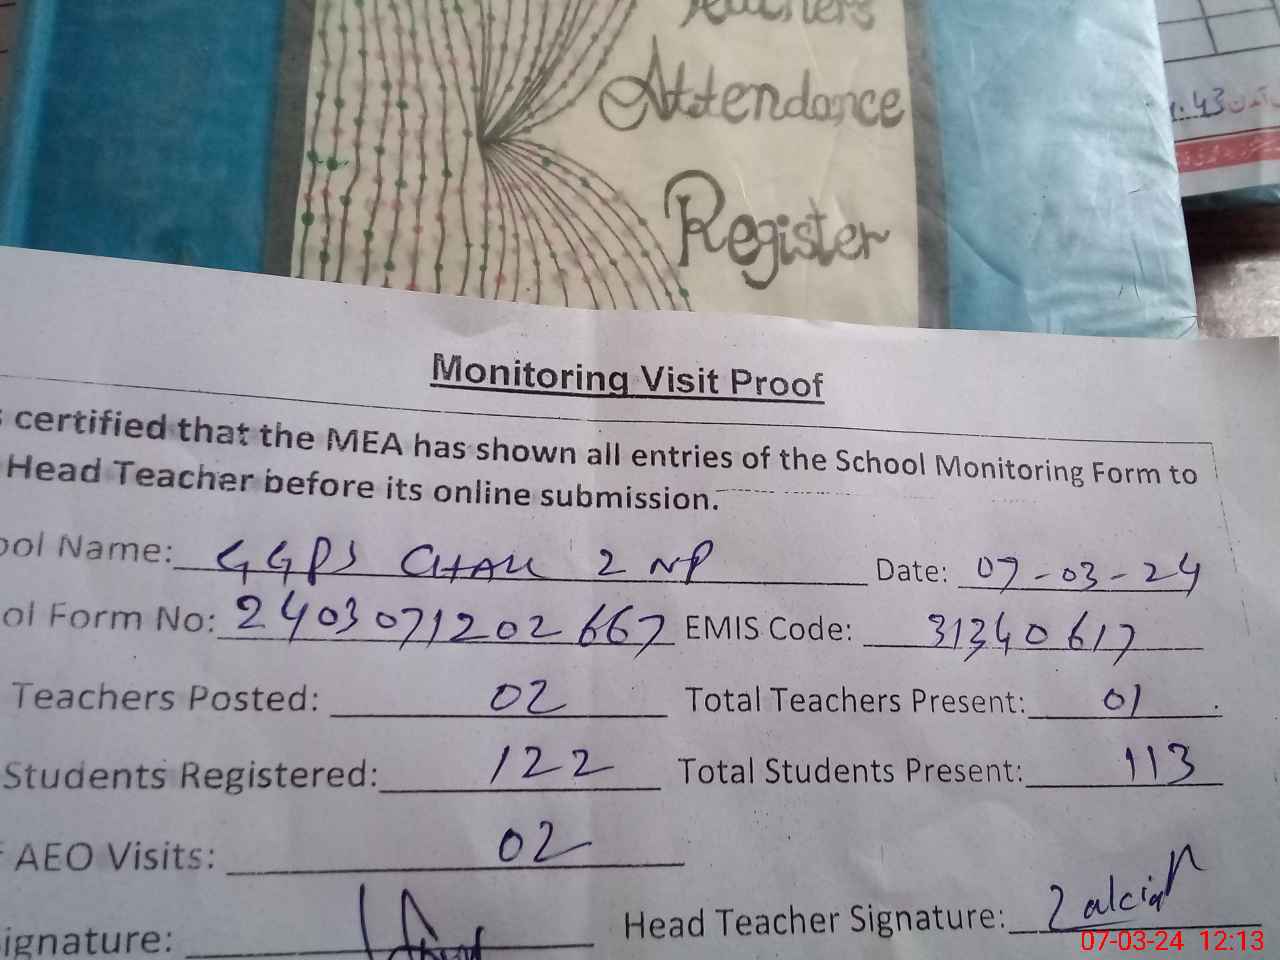 Teachers
Attendance
Register
Monitoring Visit Proof
certified that the MEA has shown all entries of the School Monitoring Form to
Head Teacher before its online submission.
ool Name: GGPS CHAK 2 NP Date: 07-03-24
ol Form No: 2403071202667 EMIS Code: 31340617
Teachers Posted: 02 Total Teachers Present: 01
Students Registered: 122 Total Students Present: 113
AEO Visits: 02
ignature: Head Teacher Signature:
07-03-24 12:13